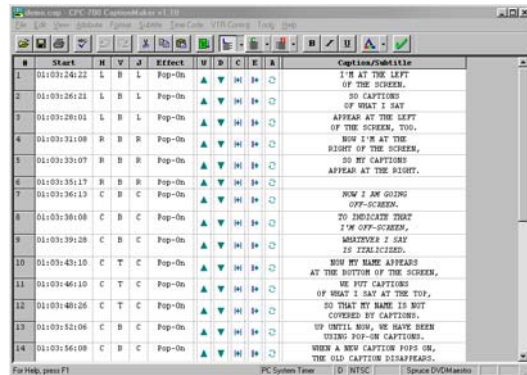 demo.cap - CPC-700 CaptionMaker v1.10
File Edit View Attribute Format Subtitle Time Code VTR Control Tools Help
B I U A
# Start H V J Effect U D C E A Caption/Subtitle
1 01:03:24:22 L B L Pop-On I'M AT THE LEFT
OF THE SCREEN.
2 01:03:26:21 L B L Pop-On SO CAPTIONS
OF WHAT I SAY
3 01:03:28:01 L B L Pop-On APPEAR AT THE LEFT
OF THE SCREEN, TOO.
4 01:03:31:08 R B R Pop-On NOW I'M AT THE
RIGHT OF THE SCREEN,
5 01:03:33:07 R B R Pop-On SO MY CAPTIONS
APPEAR AT THE RIGHT.
6 01:03:35:17 R B R Pop-On
7 01:03:36:13 C B C Pop-On NOW I AM GOING
OFF-SCREEN.
8 01:03:38:08 C B C Pop-On TO INDICATE THAT
I'M OFF-SCREEN,
9 01:03:39:28 C B C Pop-On WHATEVER I SAY
IS ITALICIZED.
10 01:03:43:10 C T C Pop-On NOW MY NAME APPEARS
AT THE BOTTOM OF THE SCREEN,
11 01:03:46:10 C T C Pop-On WE PUT CAPTIONS
OF WHAT I SAY AT THE TOP,
12 01:03:48:26 C T C Pop-On SO THAT MY NAME IS NOT
COVERED BY CAPTIONS.
13 01:03:52:06 C B C Pop-On UP UNTIL NOW, WE HAVE BEEN
USING POP-ON CAPTIONS.
14 01:03:56:08 C B C Pop-On WHEN A NEW CAPTION POPS ON,
THE OLD CAPTION DISAPPEARS.
For Help, press F1 PC System Timer D NTSC Spruce DVDMaestro